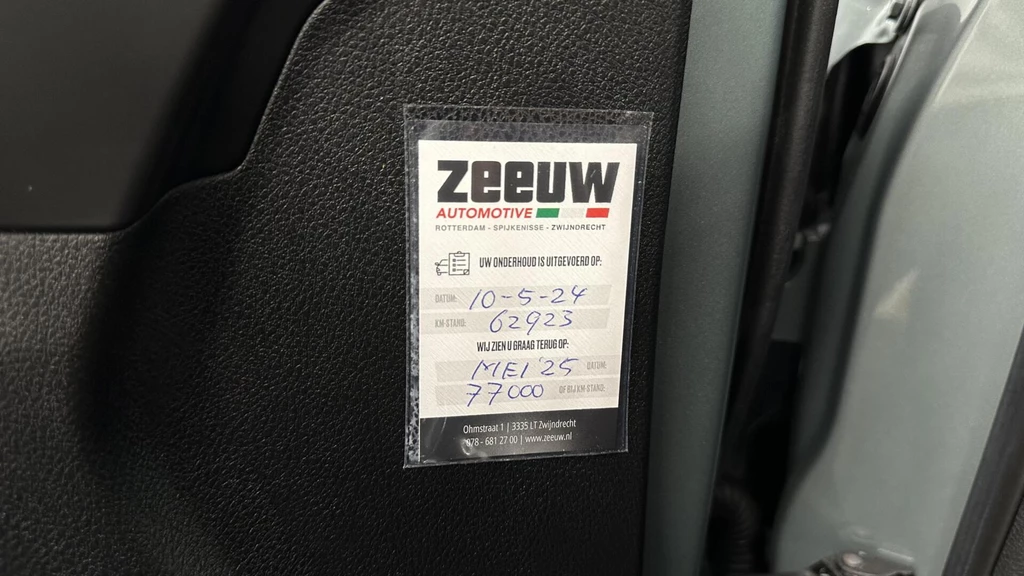 ZEEUW
AUTOMOTIVE
ROTTERDAM - SPIJKENISSE - ZWIJNDRECHT
UW ONDERHOUD IS UITGEVOERD OP:
DATUM: 10-5-24
KM-STAND: 62923
WIJ ZIEN U GRAAG TERUG OP:
MEI '25 DATUM:
77000 OF BIJ KM-STAND:
Ohmstraat 1 | 3335 LT Zwijndrecht
078 - 681 27 00 | www.zeeuw.nl